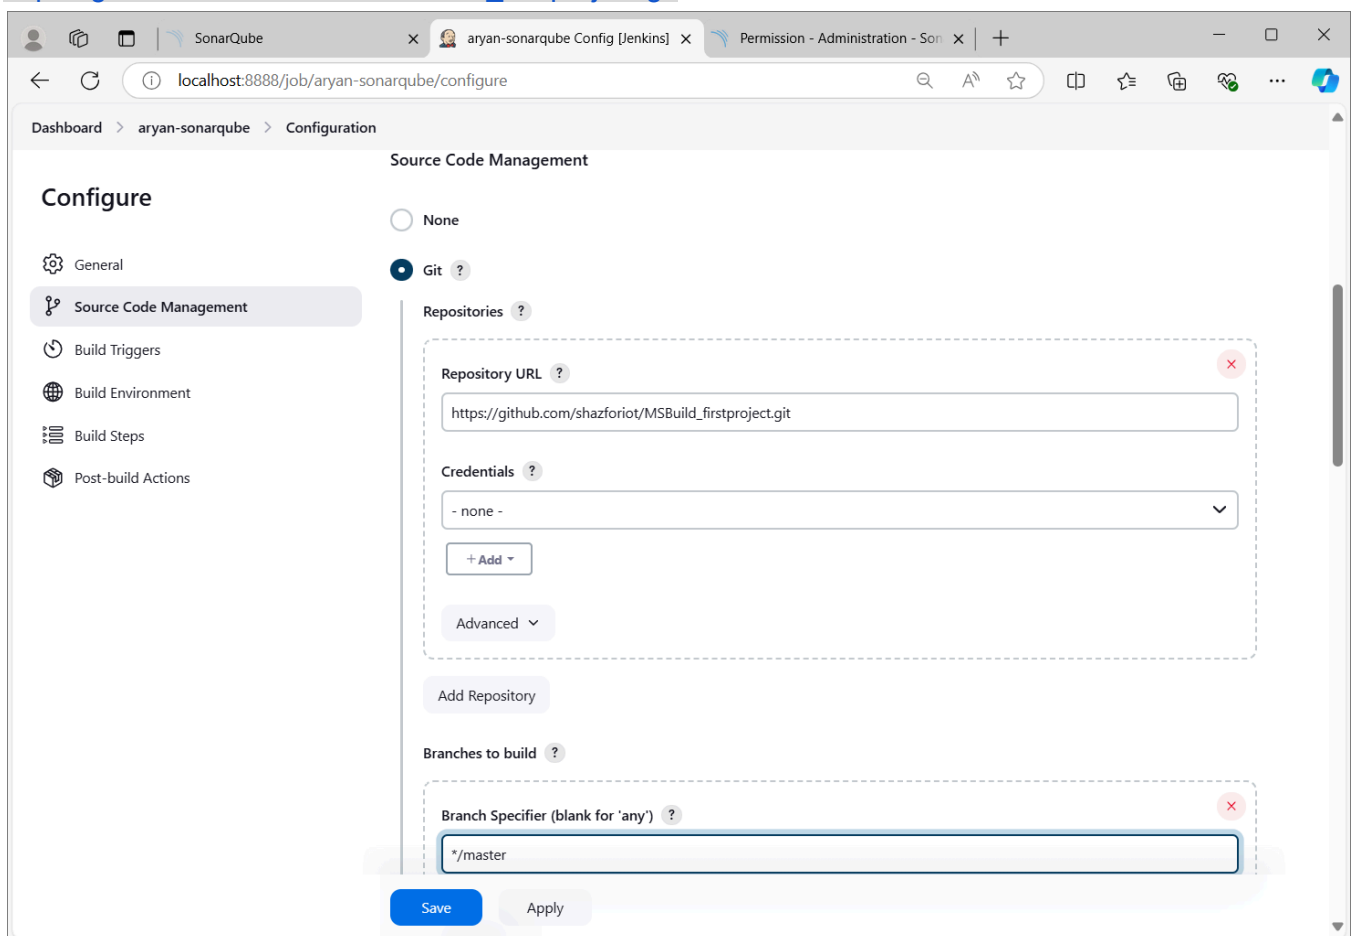 SonarQube
aryan-sonarqube Config [Jenkins]
Permission - Administration - Son
localhost:8888/job/aryan-sonarqube/configure
Dashboard > aryan-sonarqube > Configuration
Source Code Management
Configure
None
General
Git ?
Source Code Management
Repositories ?
Build Triggers
Repository URL ?
Build Environment
https://github.com/shazforiot/MSBuild_firstproject.git
Build Steps
Credentials ?
Post-build Actions
- none -
+ Add
Advanced
Add Repository
Branches to build ?
Branch Specifier (blank for 'any') ?
*/master
Save
Apply